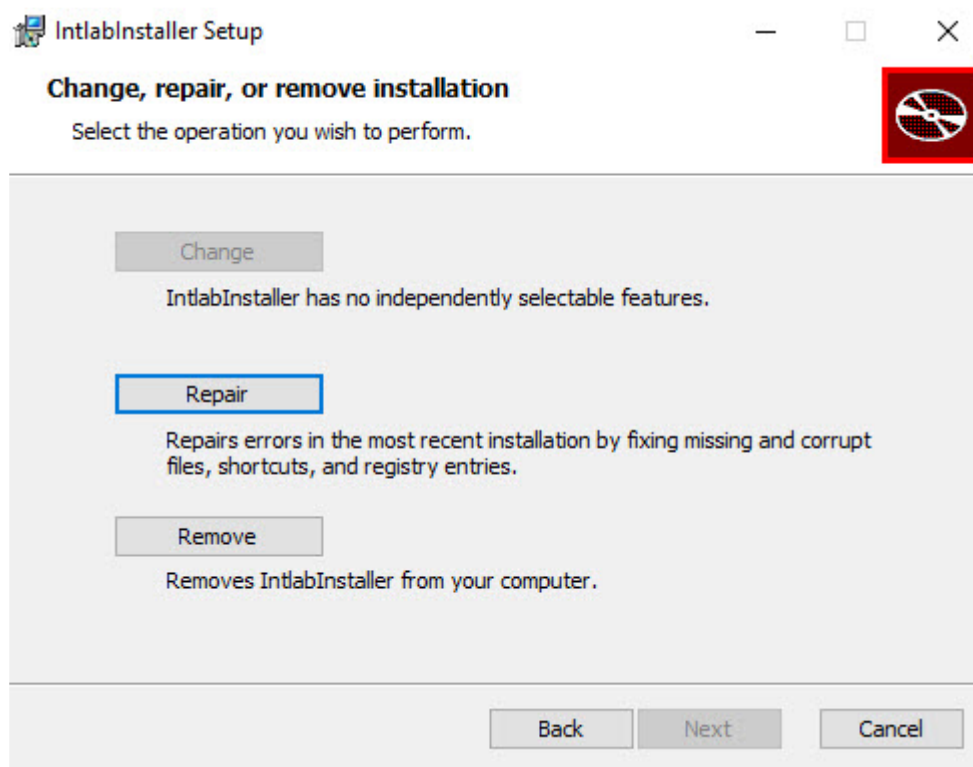 IntlabInstaller Setup
Change, repair, or remove installation
Select the operation you wish to perform.
Change
IntlabInstaller has no independently selectable features.
Repair
Repairs errors in the most recent installation by fixing missing and corrupt
files, shortcuts, and registry entries.
Remove
Removes IntlabInstaller from your computer.
Back Next Cancel